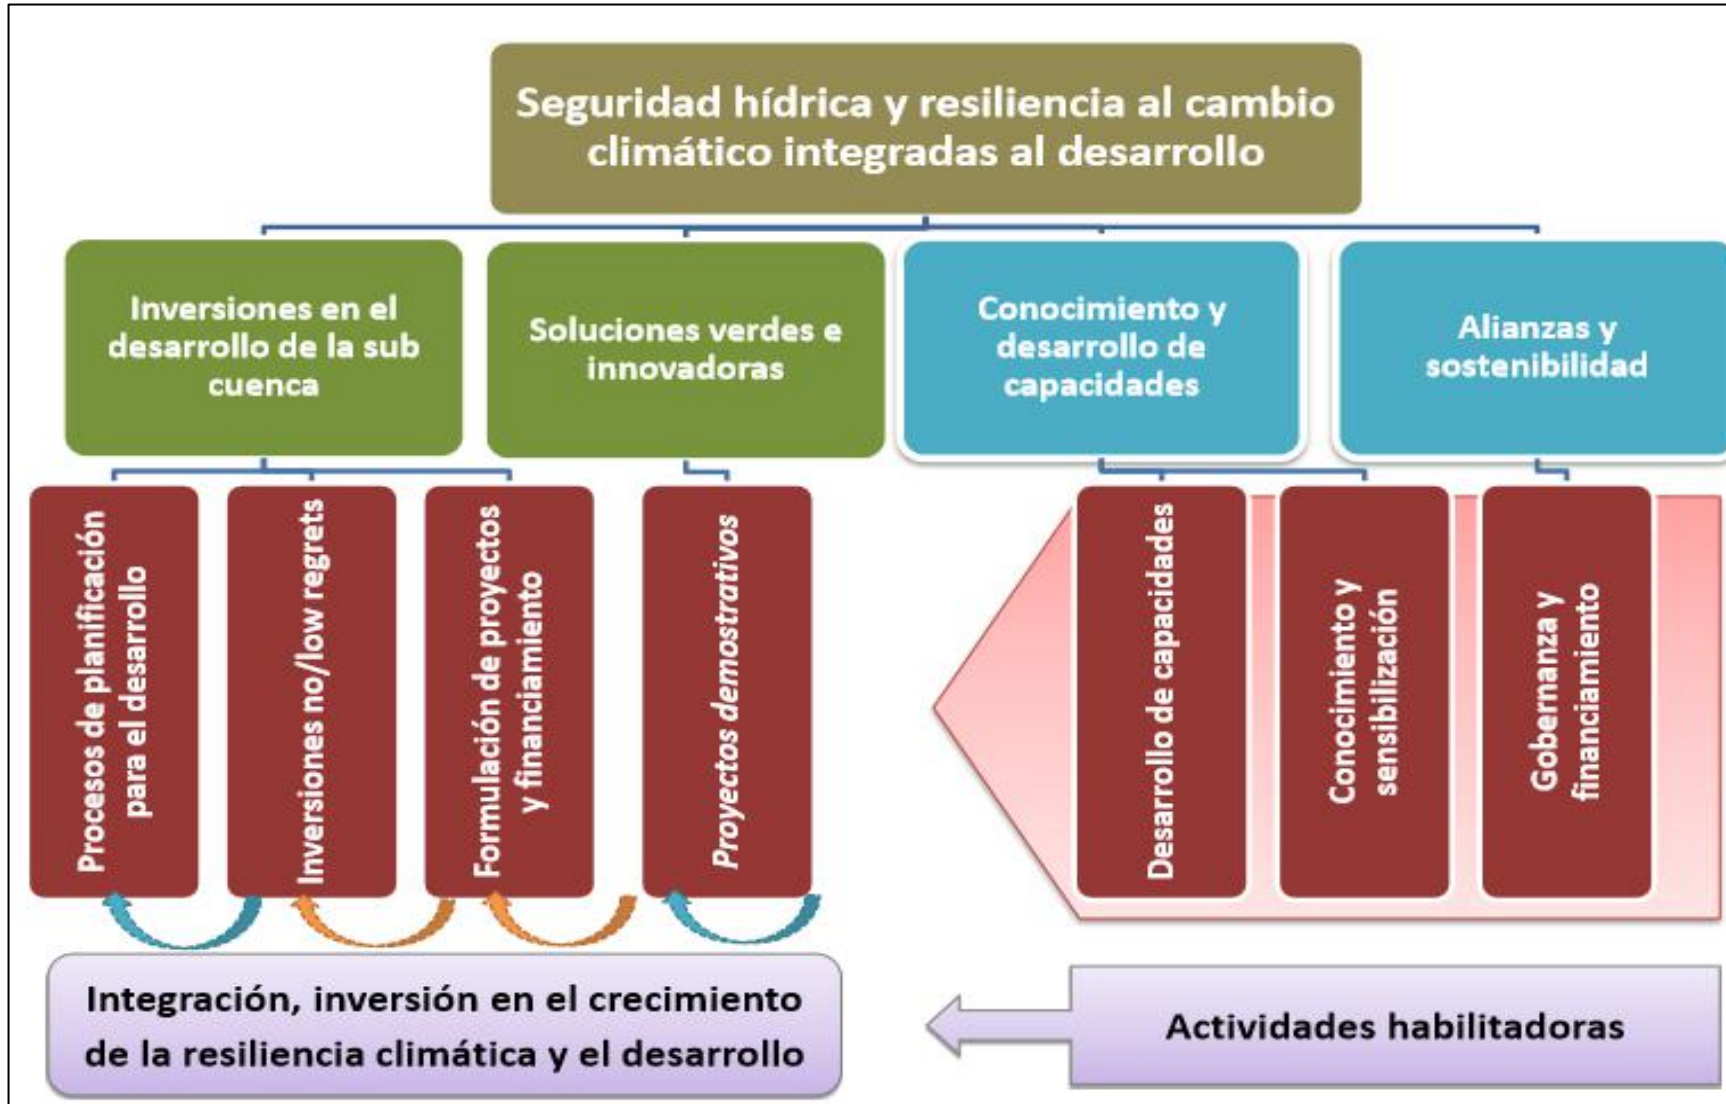 Seguridad hídrica y resiliencia al cambio
climático integradas al desarrollo
Inversiones en el
desarrollo de la sub
cuenca
Soluciones verdes e
innovadoras
Conocimiento y
desarrollo de
capacidades
Alianzas y
sostenibilidad
Procesos de planificación
para el desarrollo
Inversiones no/low regrets
Formulación de proyectos
y financiamiento
Proyectos demostrativos
Desarrollo de capacidades
Conocimiento y
sensibilización
Gobernanza y
financiamiento
Integración, inversión en el crecimiento
de la resiliencia climática y el desarrollo
Actividades habilitadoras